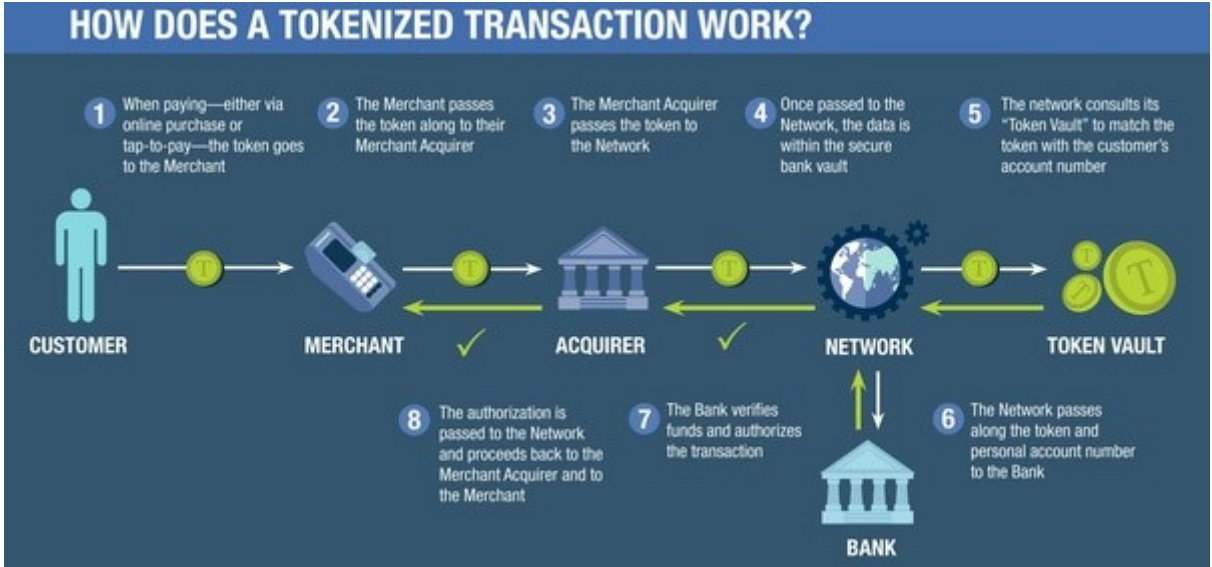 HOW DOES A TOKENIZED TRANSACTION WORK?
1
When paying—either via
online purchase or
tap-to-pay—the token goes
to the Merchant
2
The Merchant passes
the token along to their
Merchant Acquirer
3
The Merchant Acquirer
passes the token to
the Network
4
Once passed to the
Network, the data is
within the secure
bank vault
5
The network consults its
“Token Vault” to match the
token with the customer’s
account number
T
T
T
T
T
T
T
CUSTOMER
MERCHANT
ACQUIRER
NETWORK
TOKEN VAULT
8
The authorization is
passed to the Network
and proceeds back to the
Merchant Acquirer and to
the Merchant
7
The Bank verifies
funds and authorizes
the transaction
6
The Network passes
along the token and
personal account number
to the Bank
BANK